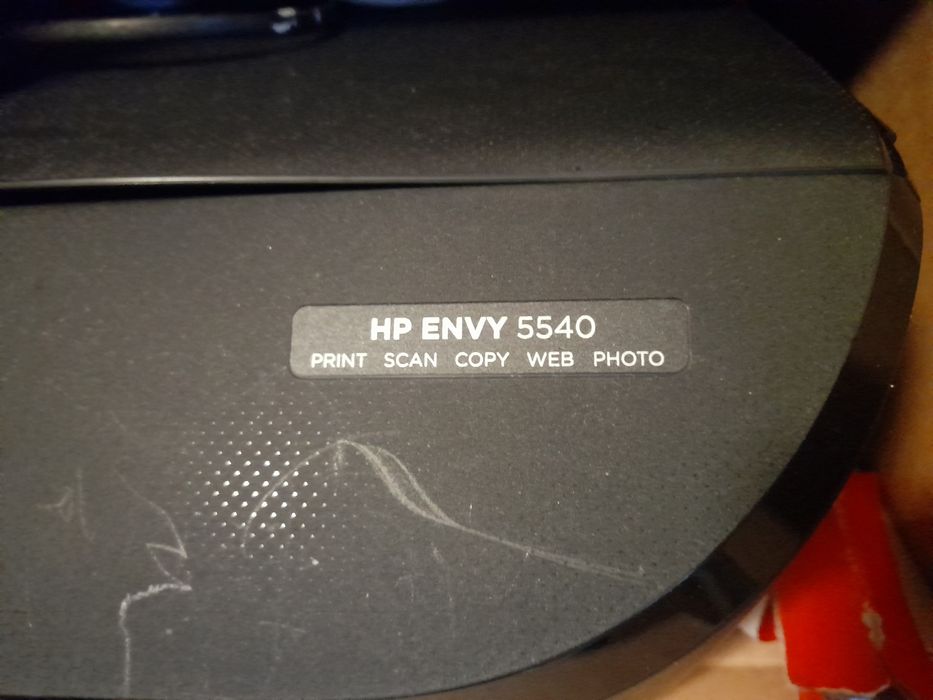 HP ENVY 5540
PRINT SCAN COPY WEB PHOTO